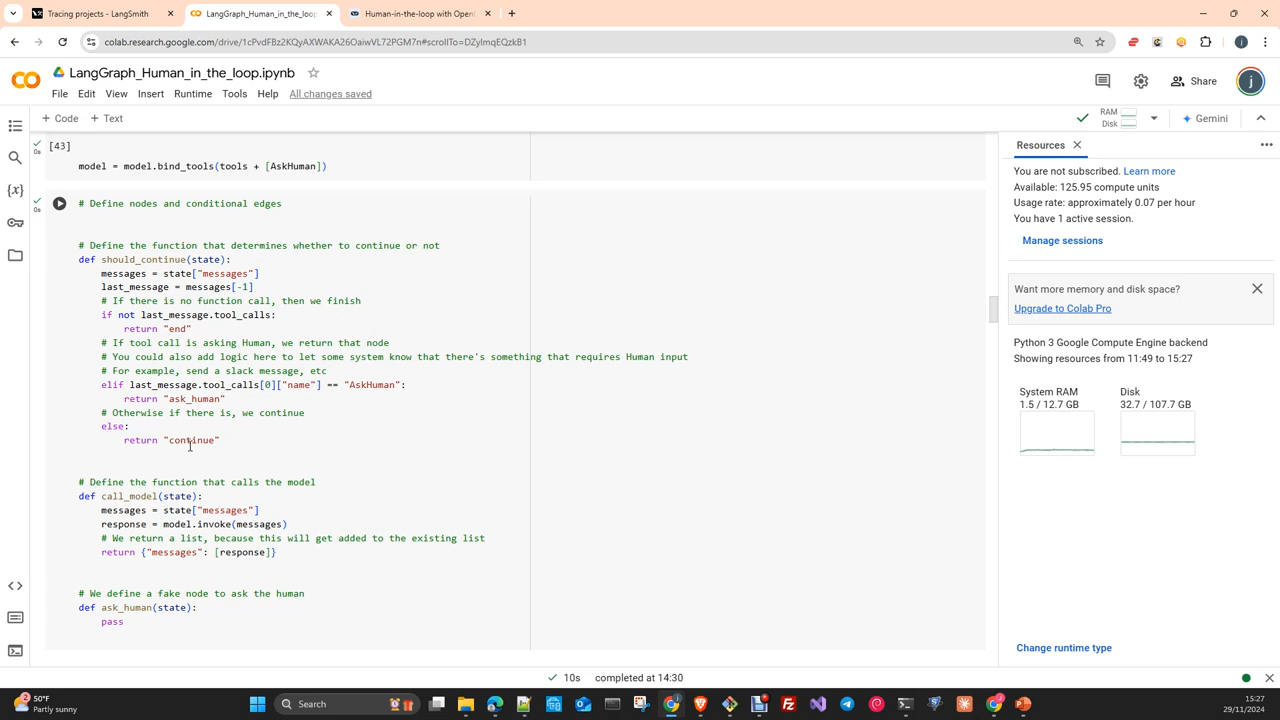 Tracing projects - LangSmith
LangGraph_Human_in_the_loop
Human-in-the-loop with Open
colab.research.google.com/drive/1cPvdFBz2KQyAXWAKA26OaiwVL72PGM7n#scrollTo=DZylmqEQzkB1
LangGraph_Human_in_the_loop.ipynb
File Edit View Insert Runtime Tools Help All changes saved
Share
j
+ Code + Text
RAM
Disk
Gemini
[43]
0s
model = model.bind_tools(tools + [AskHuman])
0s
# Define nodes and conditional edges
# Define the function that determines whether to continue or not
def should_continue(state):
messages = state["messages"]
last_message = messages[-1]
# If there is no function call, then we finish
if not last_message.tool_calls:
return "end"
# If tool call is asking Human, we return that node
# You could also add logic here to let some system know that there's something that requires Human input
# For example, send a slack message, etc
elif last_message.tool_calls[0]["name"] == "AskHuman":
return "ask_human"
# Otherwise if there is, we continue
else:
return "continue"
# Define the function that calls the model
def call_model(state):
messages = state["messages"]
response = model.invoke(messages)
# We return a list, because this will get added to the existing list
return {"messages": [response]}
# We define a fake node to ask the human
def ask_human(state):
pass
Resources
You are not subscribed. Learn more
Available: 125.95 compute units
Usage rate: approximately 0.07 per hour
You have 1 active session.
Manage sessions
Want more memory and disk space?
Upgrade to Colab Pro
Python 3 Google Compute Engine backend
Showing resources from 11:49 to 15:27
System RAM
1.5 / 12.7 GB
Disk
32.7 / 107.7 GB
Change runtime type
10s completed at 14:30
2
50°F
Partly sunny
Search
15:27
29/11/2024